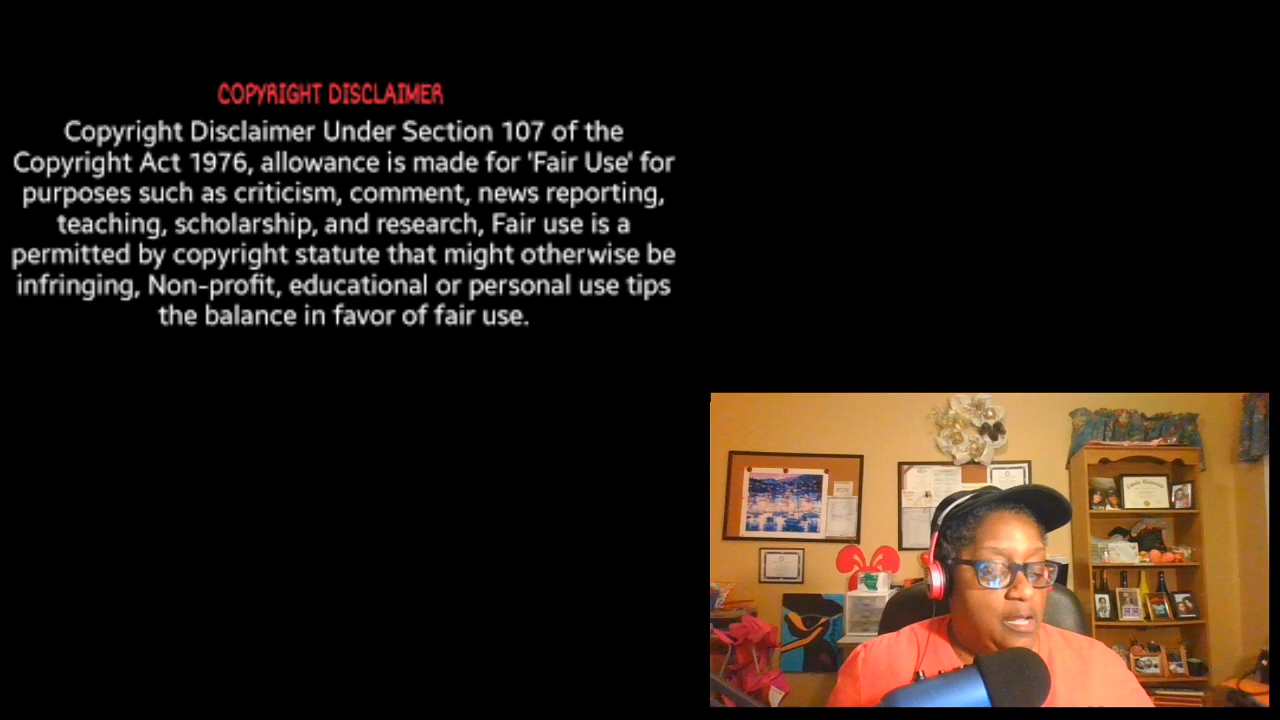 COPYRIGHT DISCLAIMER
Copyright Disclaimer Under Section 107 of the
Copyright Act 1976, allowance is made for 'Fair Use' for
purposes such as criticism, comment, news reporting,
teaching, scholarship, and research, Fair use is a
permitted by copyright statute that might otherwise be
infringing, Non-profit, educational or personal use tips
the balance in favor of fair use.